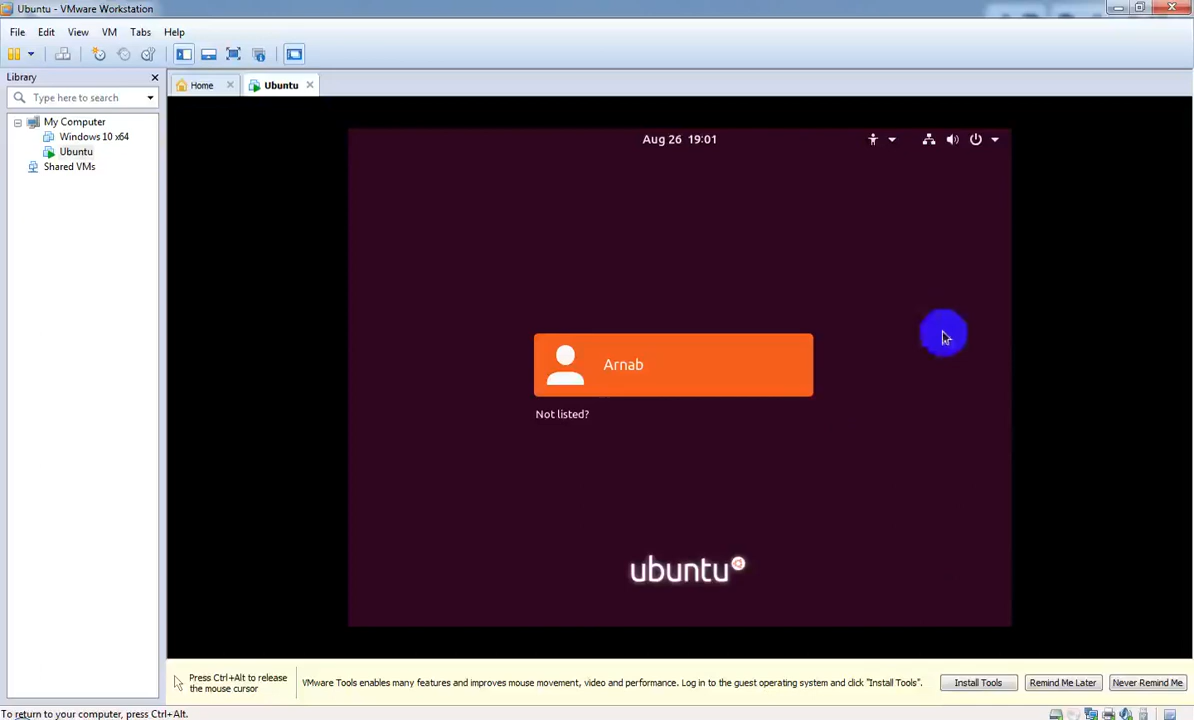 Ubuntu - VMware Workstation
File Edit View VM Tabs Help
Library
Type here to search
My Computer
Windows 10 x64
Ubuntu
Shared VMs
Home
Ubuntu
Aug 26 19:01
Arnab
Not listed?
ubuntu
Press Ctrl+Alt to release
the mouse cursor
VMware Tools enables many features and improves mouse movement, video and performance. Log in to the guest operating system and click "Install Tools".
Install Tools
Remind Me Later
Never Remind Me
To return to your computer, press Ctrl+Alt.